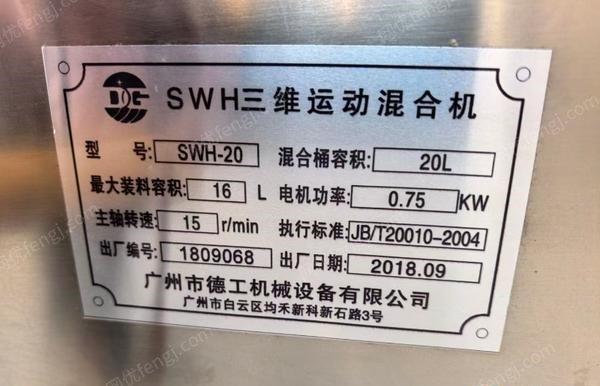 DG SWH三维运动混合机
型 号: SWH-20 混合桶容积: 20L
最大装料容积: 16 L 电机功率: 0.75 KW
主轴转速: 15 r/min 执行标准: JB/T20010-2004
出厂编号: 1809068 出厂日期: 2018.09
广州市德工机械设备有限公司
广州市白云区均禾新科新石路3号